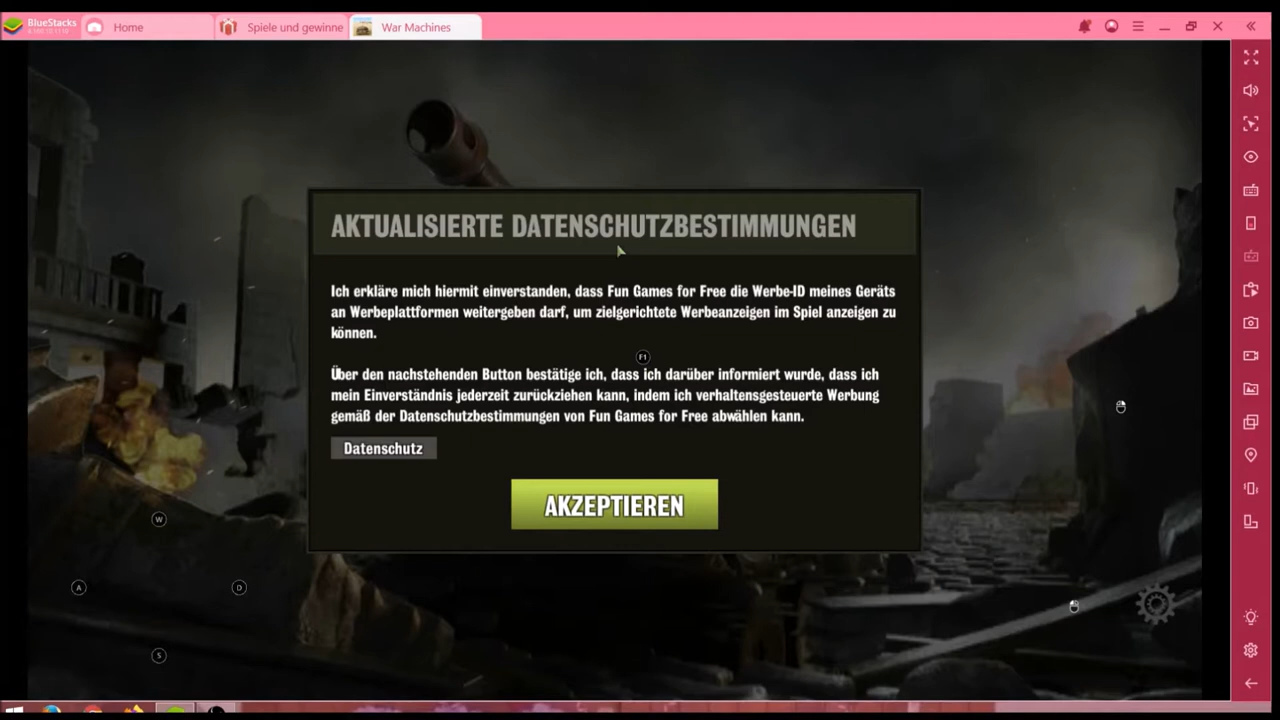 BlueStacks
Home
Spiele und gewinne
War Machines
AKTUALISIERTE DATENSCHUTZBESTIMMUNGEN
Ich erkläre mich hiermit einverstanden, dass Fun Games for Free die Werbe-ID meines Geräts
an Werbeplattformen weitergeben darf, um zielgerichtete Werbeanzeigen im Spiel anzeigen zu
können.
F1
Über den nachstehenden Button bestätige ich, dass ich darüber informiert wurde, dass ich
mein Einverständnis jederzeit zurückziehen kann, indem ich verhaltensgesteuerte Werbung
gemäß der Datenschutzbestimmungen von Fun Games for Free abwählen kann.
Datenschutz
AKZEPTIEREN
W
A
D
S